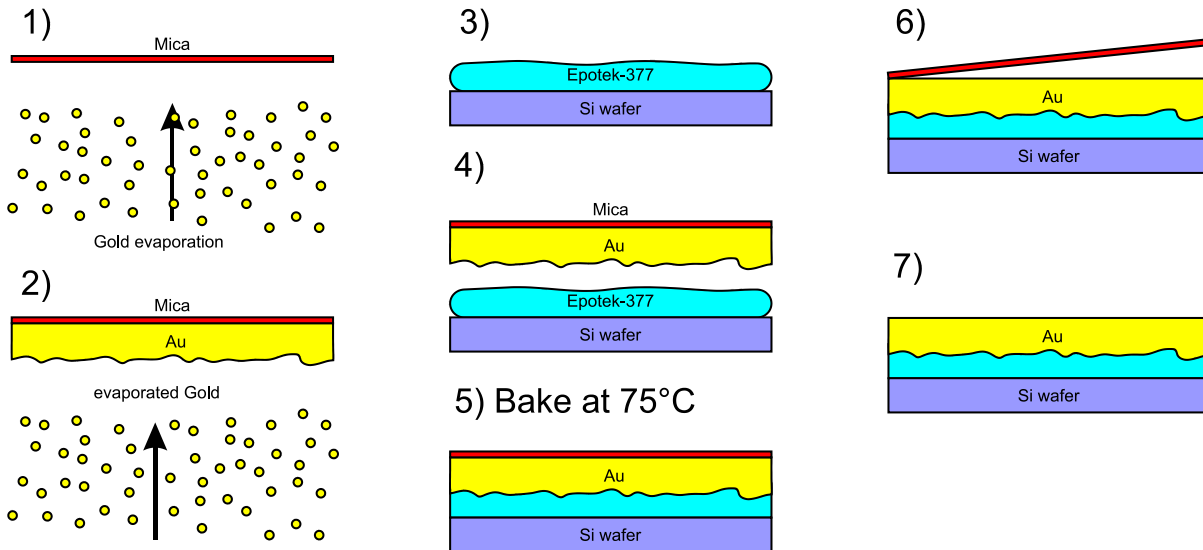 1)
Mica
Gold evaporation
2)
Mica
Au
evaporated Gold
3)
Epotek-377
Si wafer
4)
Mica
Au
Epotek-377
Si wafer
5) Bake at 75°C
Au
Si wafer
6)
Au
Si wafer
7)
Au
Si wafer